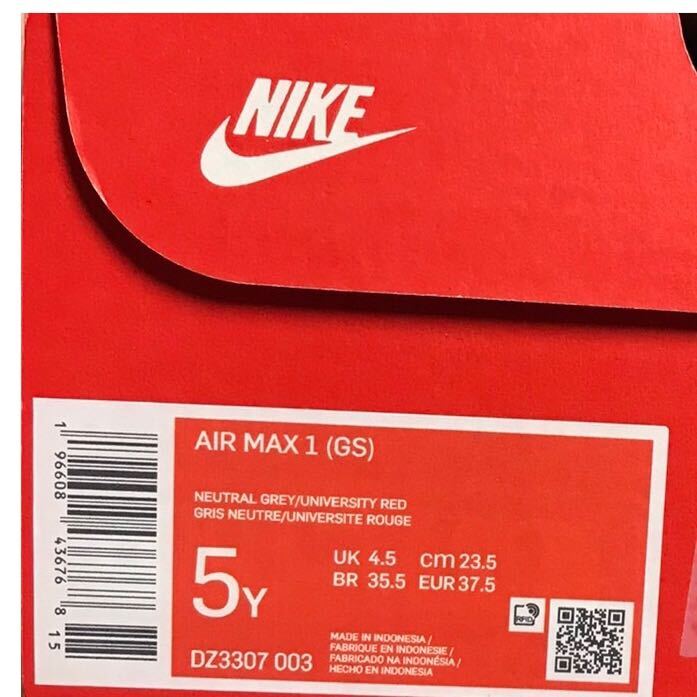 NIKE
AIR MAX 1 (GS)
NEUTRAL GREY/UNIVERSITY RED
GRIS NEUTRE/UNIVERSITE ROUGE
5Y
UK 4.5 cm 23.5
BR 35.5 EUR 37.5
DZ3307 003
MADE IN INDONESIA /
FABRIQUE EN INDONESIE /
FABRICADO NA INDONÉSIA /
HECHO EN INDONESIA
RFID
1 96608 43676 8 15